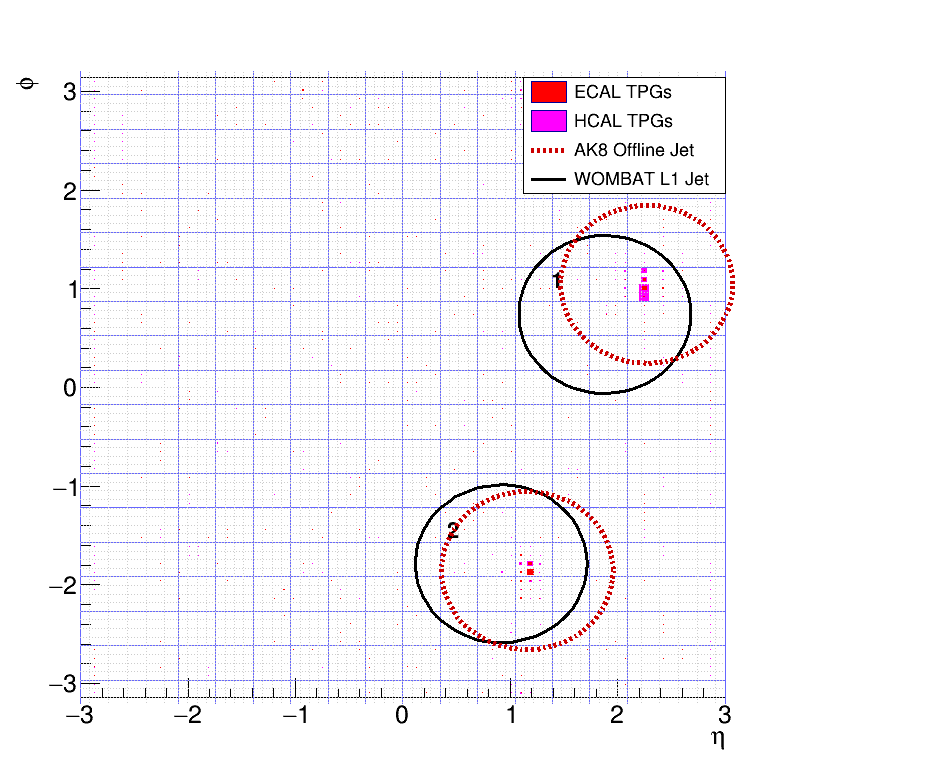 φ
3
2
1
0
−1
−2
−3
ECAL TPGs
HCAL TPGs
AK8 Offline Jet
WOMBAT L1 Jet
1
2
−3 −2 −1 0 1 2 3
η